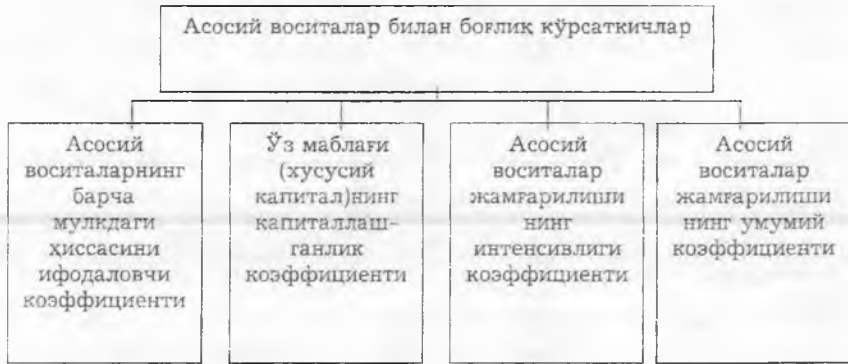 Асосий воситалар билан боғлиқ кўрсаткичлар
Асосий
воситаларнинг
барча
мулкдаги
ҳиссасини
ифодаловчи
коэффициенти
Ўз маблағи
(хусусий
капитал)нинг
капиталлаш-
ганлик
коэффициенти
Асосий
воситалар
жамғарилиши
нинг
интенсивлиги
коэффициенти
Асосий
воситалар
жамғарилиши
нинг умумий
коэффициенти